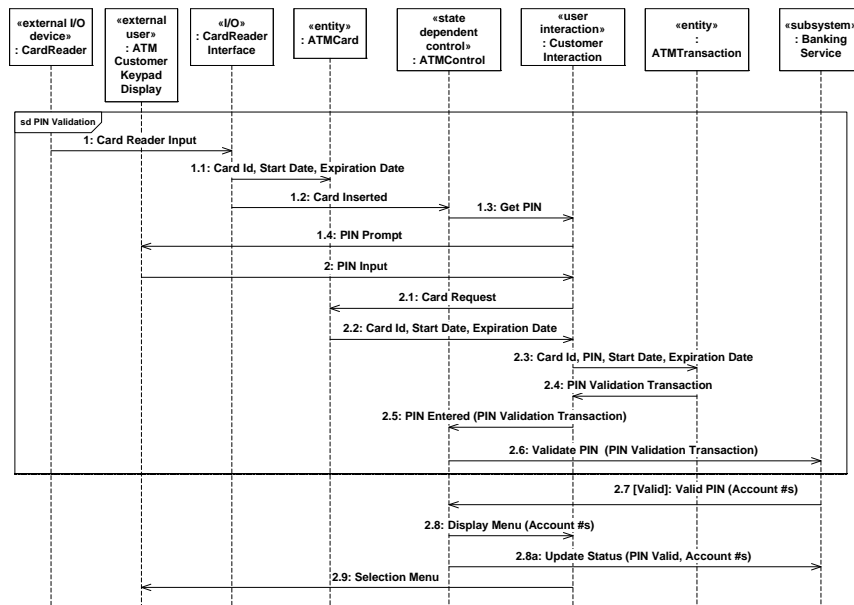 «external I/O
device»
: CardReader
«external
user»
: ATM
Customer
Keypad
Display
«I/O»
: CardReader
Interface
«entity»
: ATMCard
«state
dependent
control»
: ATMControl
«user
interaction»
: Customer
Interaction
«entity»
:
ATMTransaction
«subsystem»
: Banking
Service
sd PIN Validation
1: Card Reader Input
1.1: Card Id, Start Date, Expiration Date
1.2: Card Inserted
1.3: Get PIN
1.4: PIN Prompt
2: PIN Input
2.1: Card Request
2.2: Card Id, Start Date, Expiration Date
2.3: Card Id, PIN, Start Date, Expiration Date
2.4: PIN Validation Transaction
2.5: PIN Entered (PIN Validation Transaction)
2.6: Validate PIN (PIN Validation Transaction)
2.7 [Valid]: Valid PIN (Account #s)
2.8: Display Menu (Account #s)
2.8a: Update Status (PIN Valid, Account #s)
2.9: Selection Menu